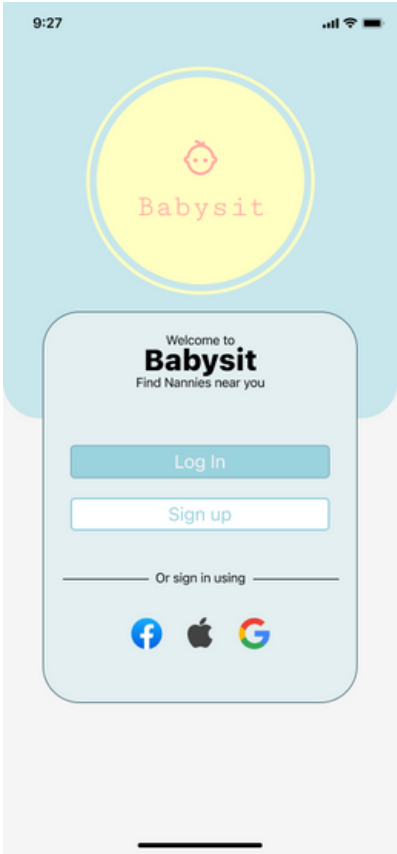 9:27
Babysit
Welcome to
Babysit
Find Nannies near you
Log In
Sign up
Or sign in using